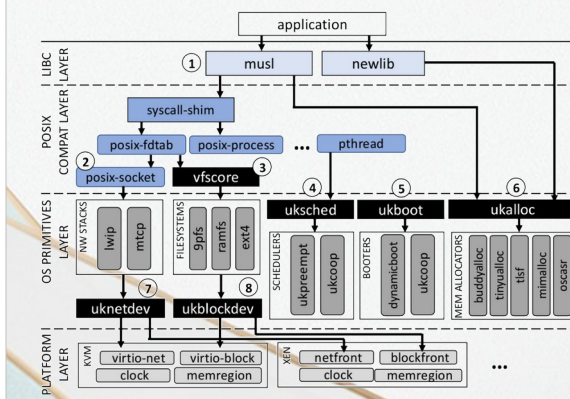 application
LIBC
LAYER
1
musl
newlib
POSIX
COMPAT LAYER
syscall-shim
posix-fdtab
posix-process
...
pthread
2
posix-socket
vfscore
3
4
uksched
5
ukboot
6
ukalloc
OS PRIMITIVES
LAYER
NW STACKS
lwip
mtcp
FILESYSTEMS
9pfs
ramfs
ext4
SCHEDULERS
ukpreempt
ukcoop
BOOTERS
dynamicboot
ukcoop
MEM ALLOCATORS
buddyalloc
tinyualloc
tlsf
mimalloc
oscasr
uknetdev
7
ukblockdev
8
PLATFORM
LAYER
KVM
virtio-net
virtio-block
clock
memregion
XEN
netfront
blockfront
clock
memregion
...